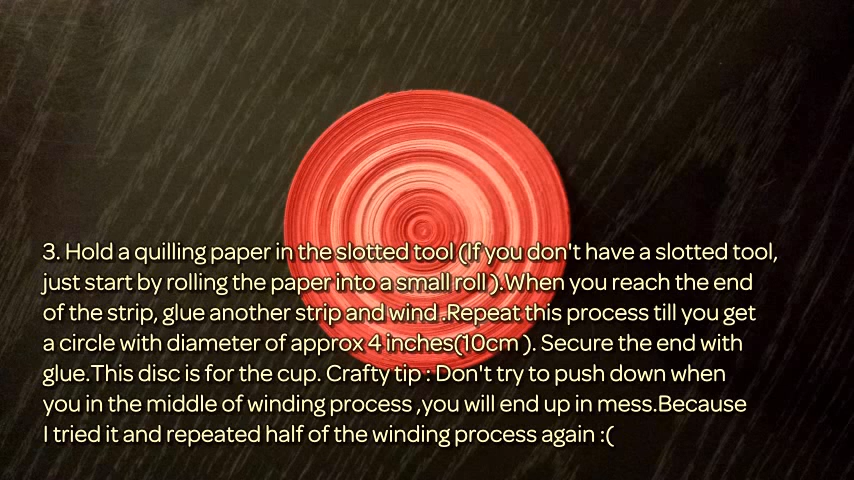 3. Hold a quilling paper in the slotted tool (If you don't have a slotted tool,
just start by rolling the paper into a small roll ).When you reach the end
of the strip, glue another strip and wind .Repeat this process till you get
a circle with diameter of approx 4 inches(10cm ). Secure the end with
glue.This disc is for the cup. Crafty tip : Don't try to push down when
you in the middle of winding process ,you will end up in mess.Because
I tried it and repeated half of the winding process again :(